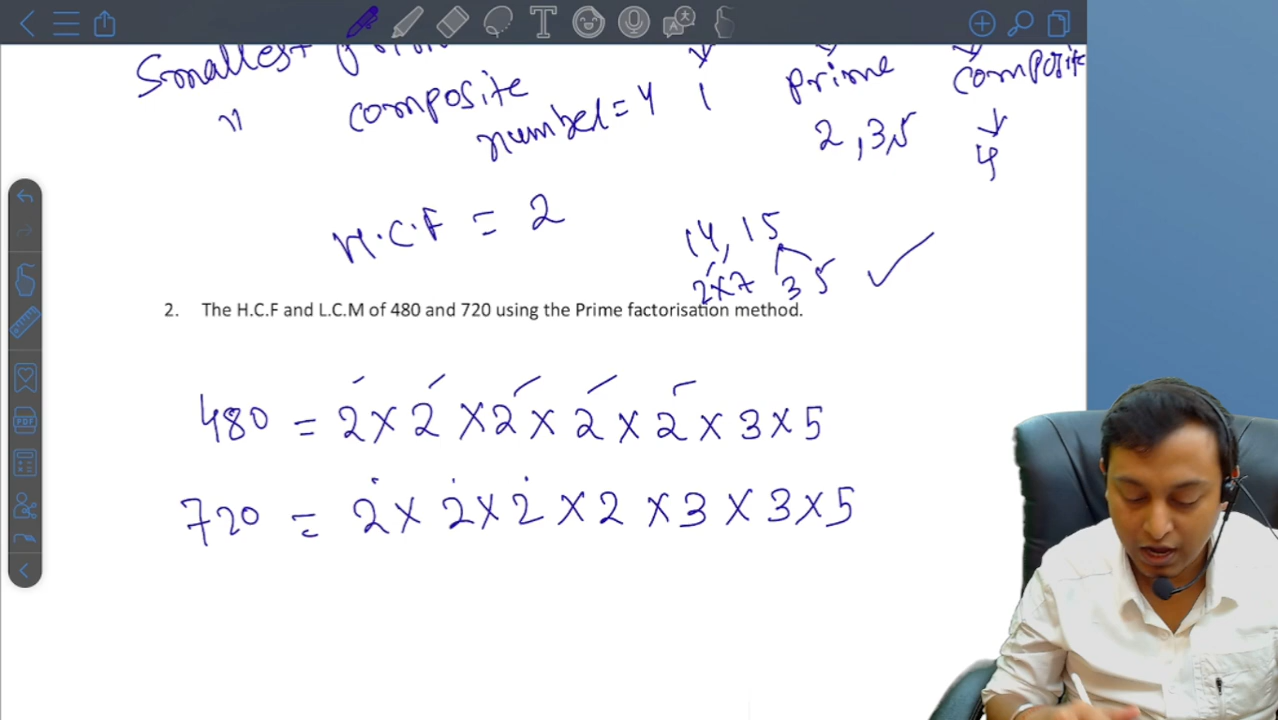 Smallest
" composite
number = 4
1
prime
2, 3, 5
composite
4
H.C.F = 2
14, 15
2×7 3 5
2. The H.C.F and L.C.M of 480 and 720 using the Prime factorisation method.
480 = 2 × 2 × 2 × 2 × 2 × 3 × 5
720 = 2 × 2 × 2 × 2 × 3 × 3 × 5